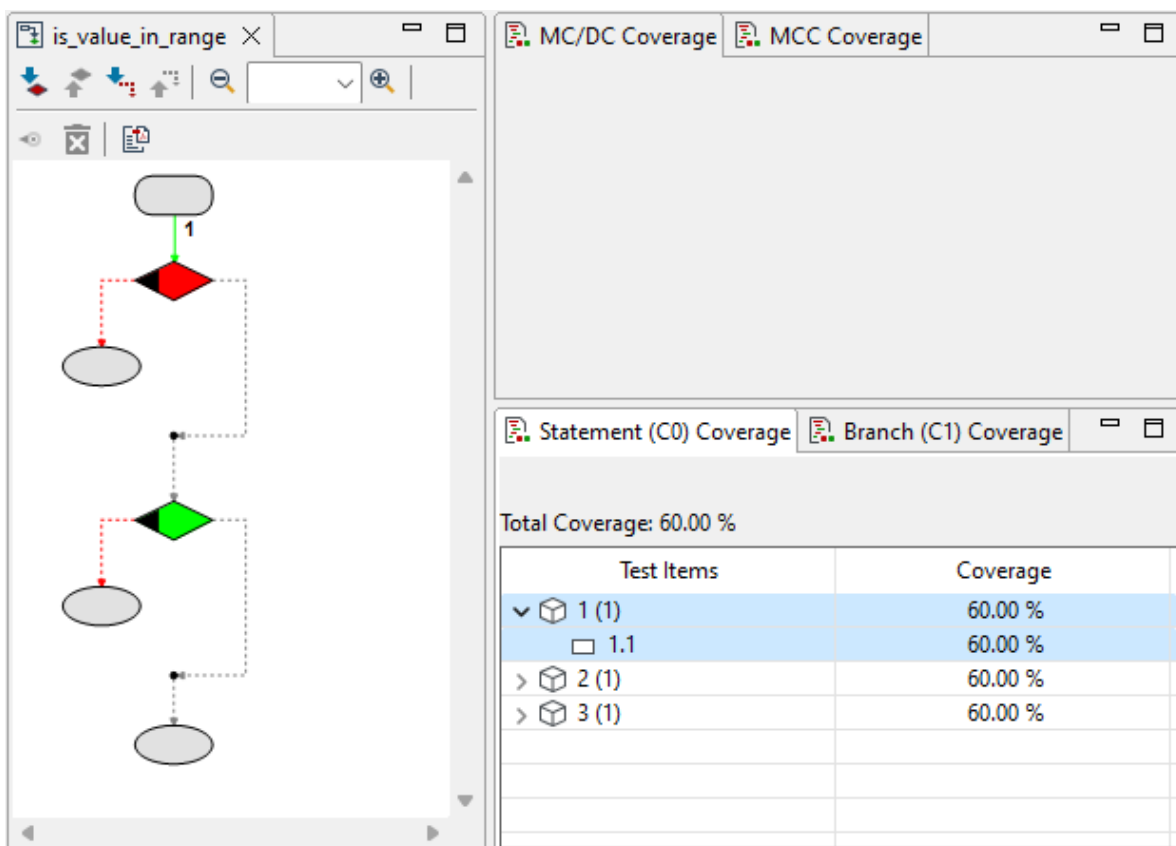 is_value_in_range
1
MC/DC Coverage
MCC Coverage
Statement (C0) Coverage
Branch (C1) Coverage
Total Coverage: 60.00 %
Test Items Coverage
1 (1) 60.00 %
1.1 60.00 %
2 (1) 60.00 %
3 (1) 60.00 %